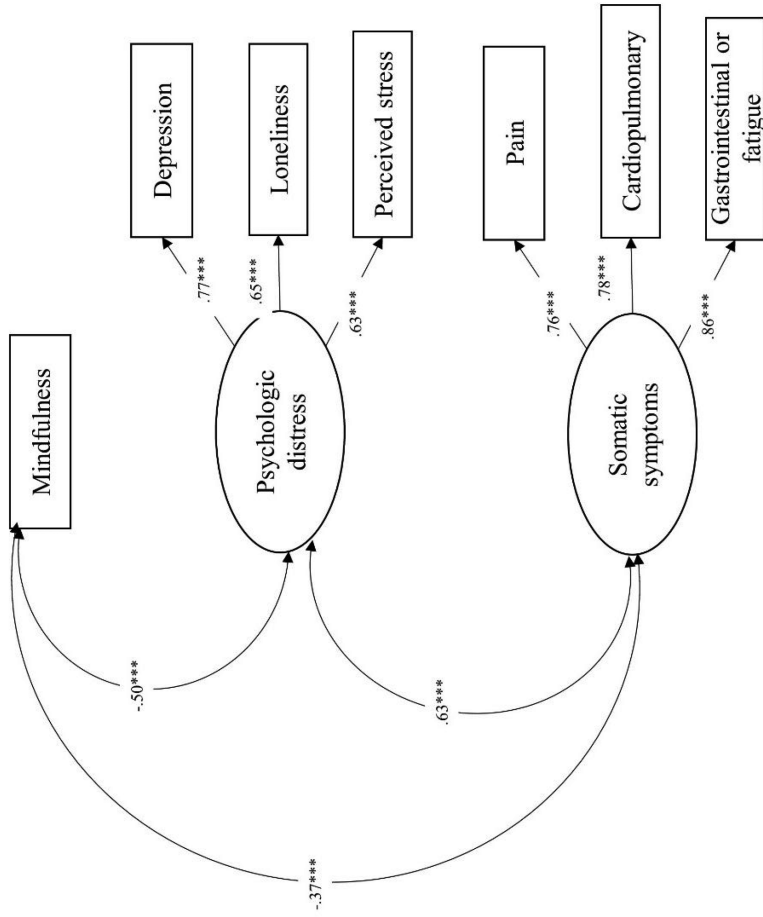 Mindfulness
-.50***
-.37***
Psychologic
distress
.77***
Depression
.65***
Loneliness
.63***
Perceived stress
.63***
Somatic
symptoms
.76***
Pain
.78***
Cardiopulmonary
.86***
Gastrointestinal or
fatigue